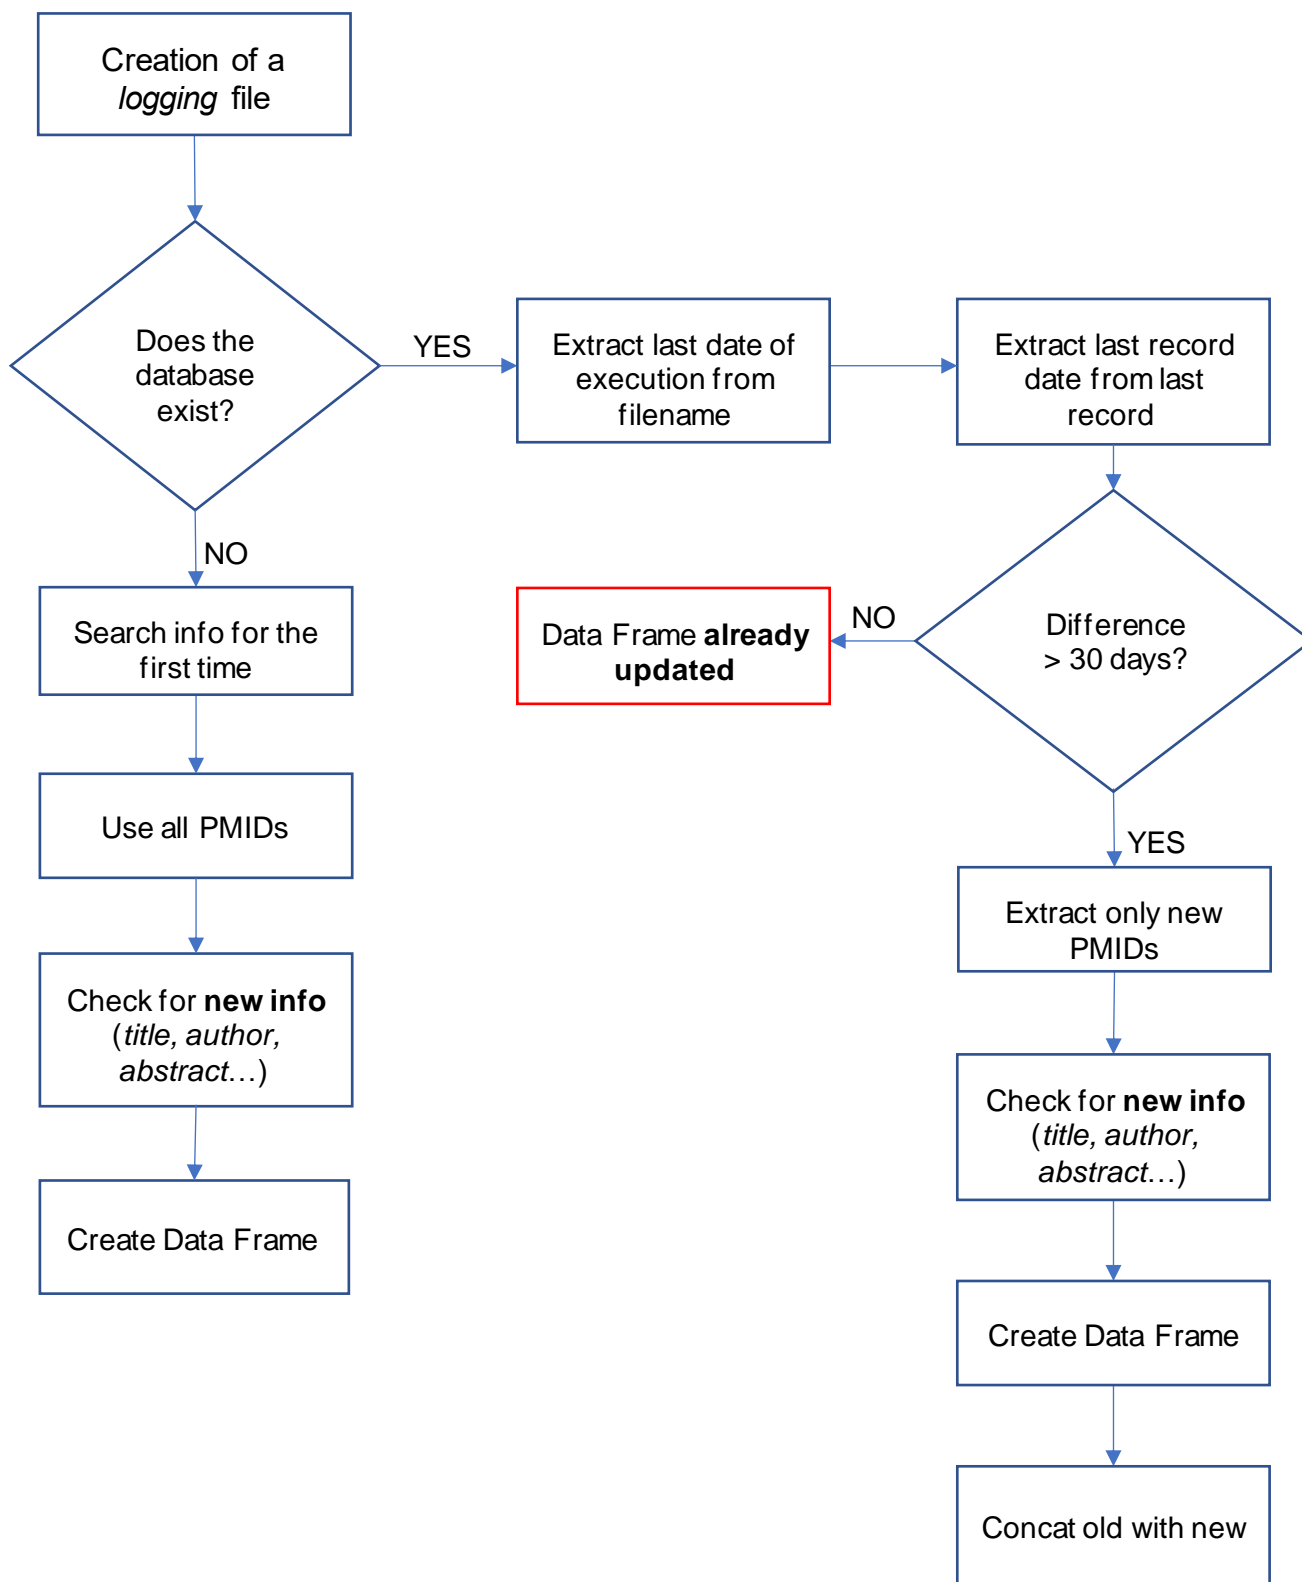 Creation of a
logging file
Does the
database
exist?
YES
Extract last date of
execution from
filename
Extract last record
date from last
record
NO
Search info for the
first time
Data Frame already
updated
NO
Difference
> 30 days?
Use all PMIDs
YES
Extract only new
PMIDs
Check for new info
(title, author,
abstract…)
Check for new info
(title, author,
abstract…)
Create Data Frame
Create Data Frame
Concat old with new